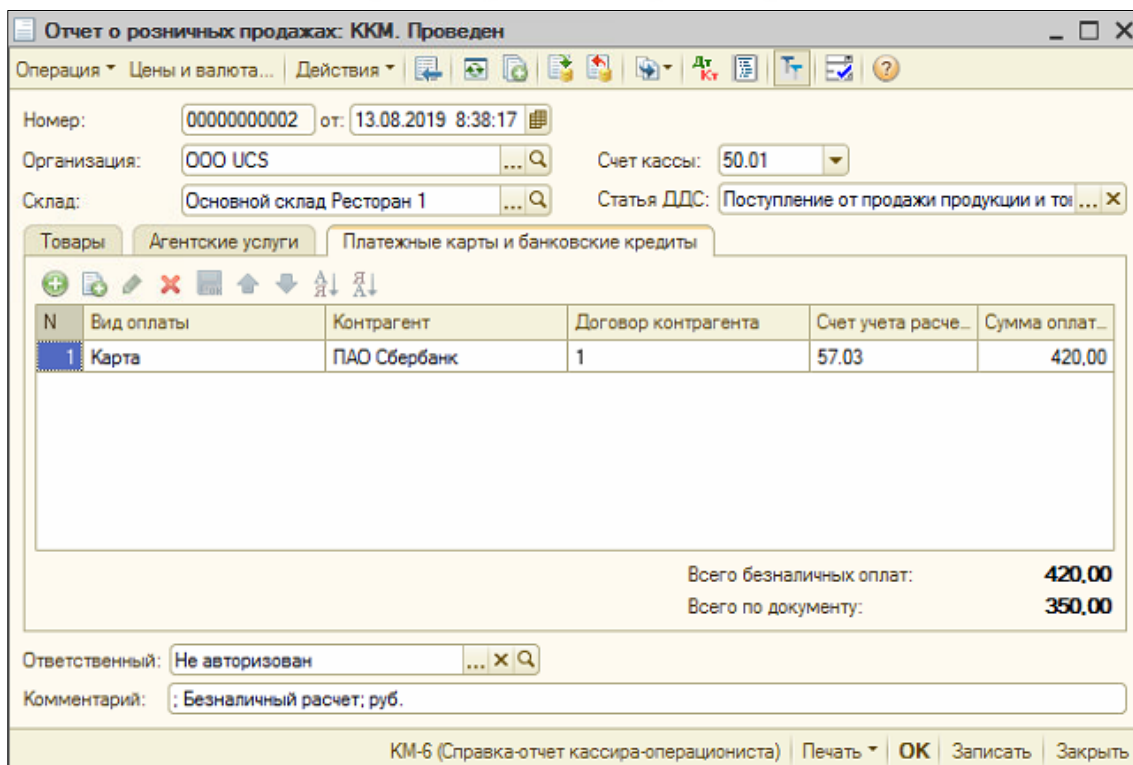 Отчет о розничных продажах: ККМ. Проведен
Операция Цены и валюта... Действия Дт Кт Тт
Номер: 00000000002 от: 13.08.2019 8:38:17
Организация: ООО UCS ... Счет кассы: 50.01
Склад: Основной склад Ресторан 1 ... Статья ДДС: Поступление от продажи продукции и то ...
Товары Агентские услуги Платежные карты и банковские кредиты
N Вид оплаты Контрагент Договор контрагента Счет учета расче... Сумма оплат...
1 Карта ПАО Сбербанк 1 57.03 420,00
Всего безналичных оплат: 420,00
Всего по документу: 350,00
Ответственный: Не авторизован ...
Комментарий: ; Безналичный расчет; руб.
КМ-6 (Справка-отчет кассира-операциониста) Печать OK Записать Закрыть